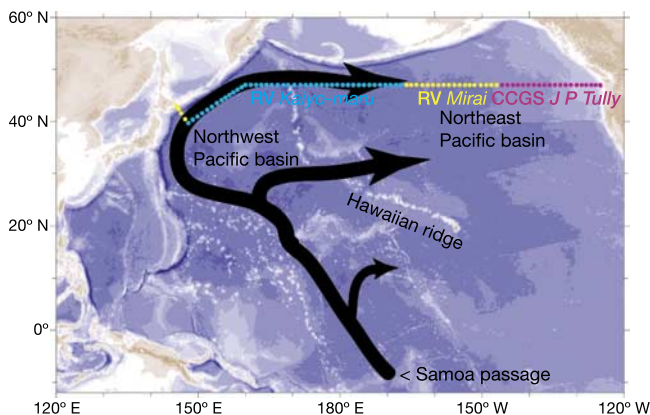 60° N
RV Kaiyo-maru RV Mirai CCGS J P Tully
40° N
Northwest
Pacific basin
Northeast
Pacific basin
20° N
Hawaiian ridge
0°
< Samoa passage
120° E 150° E 180° E 150° W 120° W